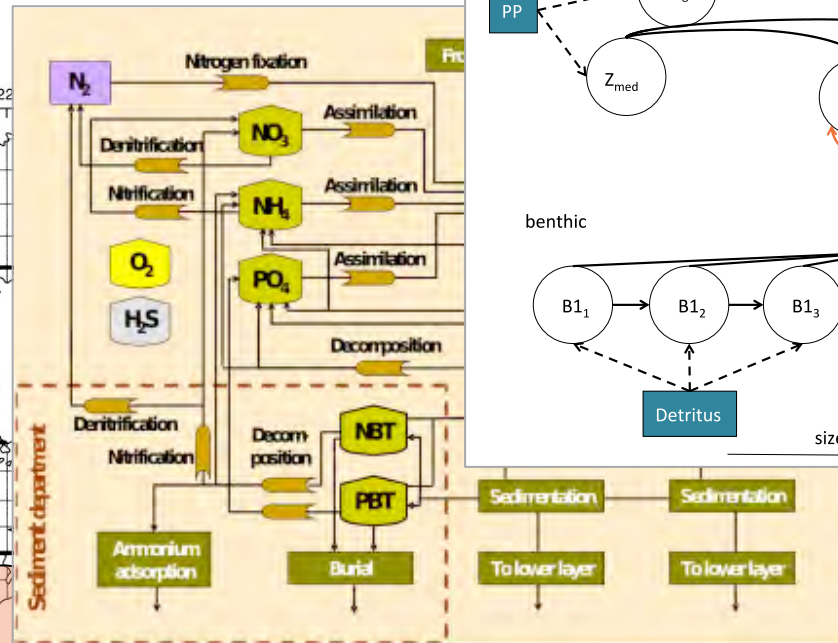 22
Nitrogen fixation
N₂
NO₃
Assimilation
Denitrification
Nitrification
NH₄
Assimilation
O₂
PO₄
Assimilation
H₂S
Decomposition
Denitrification
Nitrification
Decom-
position
NBT
PBT
Sediment department
Ammonium
adsorption
Burial
Sedimentation
Sedimentation
To lower layer
To lower layer
PP
Z_med
benthic
B1₁
B1₂
B1₃
Detritus